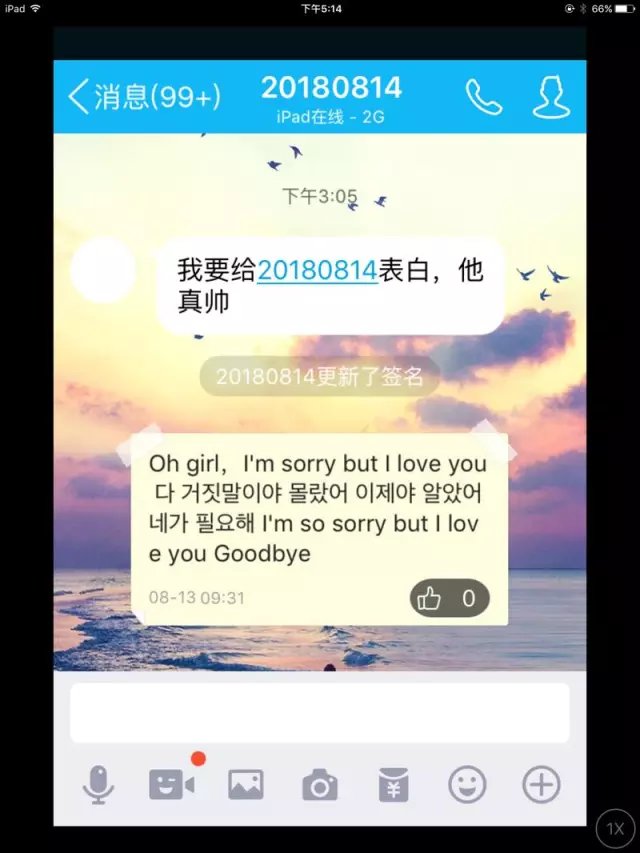 iPad 下午5:14 66%
消息(99+) 20180814
iPad在线 - 2G
下午3:05
我要给20180814表白，他
真帅
20180814更新了签名
Oh girl，I'm sorry but I love you
다 거짓말이야 몰랐어 이제야 알았어
네가 필요해 I'm so sorry but I lov
e you Goodbye
08-13 09:31 0
¥
1X